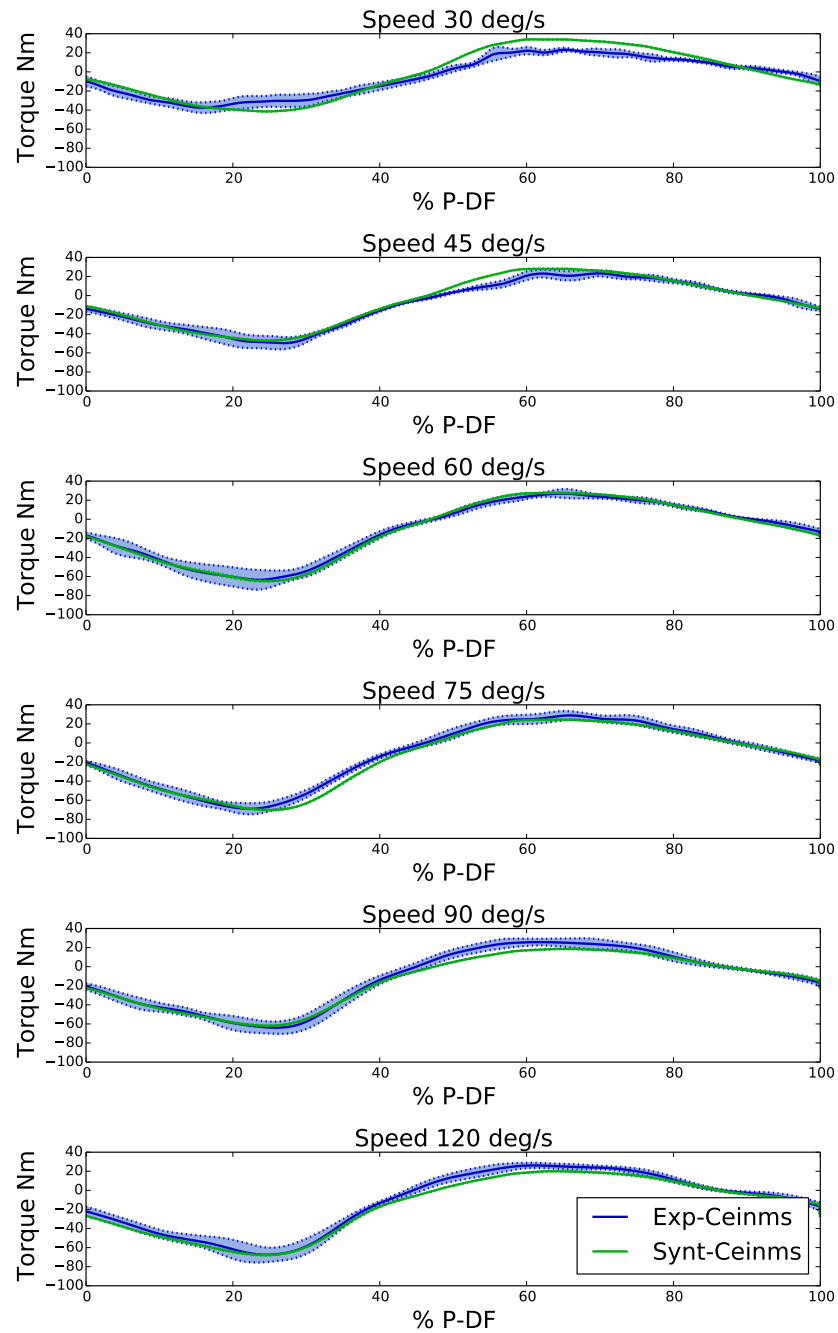 Speed 30 deg/s
Torque Nm
40
20
0
−20
−40
−60
−80
−100
0 20 40 60 80 100
% P-DF
Speed 45 deg/s
Torque Nm
40
20
0
−20
−40
−60
−80
−100
0 20 40 60 80 100
% P-DF
Speed 60 deg/s
Torque Nm
40
20
0
−20
−40
−60
−80
−100
0 20 40 60 80 100
% P-DF
Speed 75 deg/s
Torque Nm
40
20
0
−20
−40
−60
−80
−100
0 20 40 60 80 100
% P-DF
Speed 90 deg/s
Torque Nm
40
20
0
−20
−40
−60
−80
−100
0 20 40 60 80 100
% P-DF
Speed 120 deg/s
Torque Nm
40
20
0
−20
−40
−60
−80
−100
Exp-Ceinms
Synt-Ceinms
0 20 40 60 80 100
% P-DF